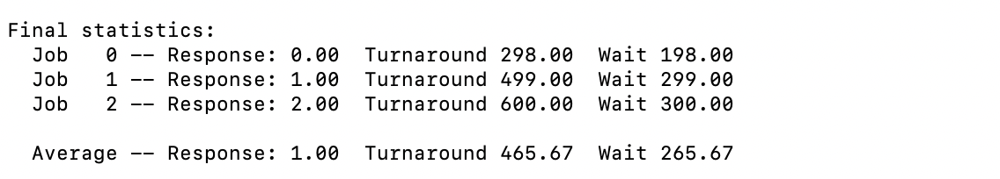 Final statistics:
  Job   0 -- Response: 0.00  Turnaround 298.00  Wait 198.00
  Job   1 -- Response: 1.00  Turnaround 499.00  Wait 299.00
  Job   2 -- Response: 2.00  Turnaround 600.00  Wait 300.00

  Average -- Response: 1.00  Turnaround 465.67  Wait 265.67